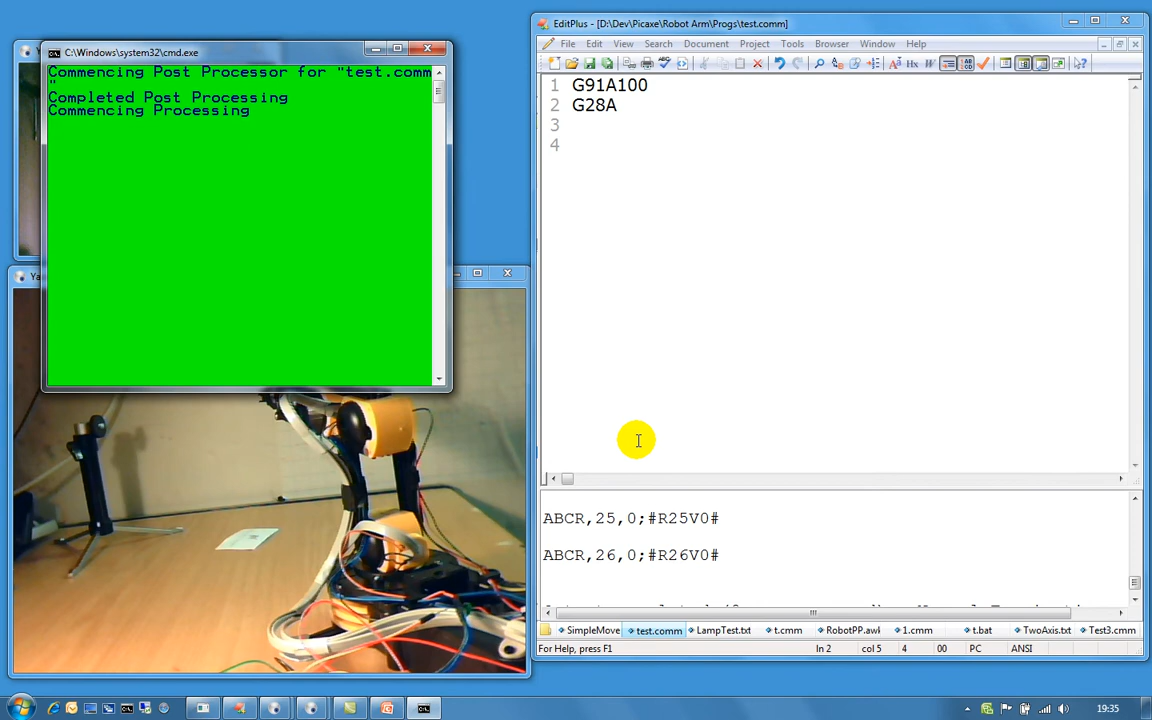 C:\Windows\system32\cmd.exe
Commencing Post Processor for "test.comm
"
Completed Post Processing
Commencing Processing
Ya
EditPlus - [D:\Dev\Picaxe\Robot Arm\Progs\test.comm]
File Edit View Search Document Project Tools Browser Window Help
1 G91A100
2 G28A
3
4
ABCR,25,0;#R25V0#
ABCR,26,0;#R26V0#
SimpleMove test.comm LampTest.txt t.cmm RobotPP.awk 1.cmm t.bat TwoAxis.txt Test3.cmm
For Help, press F1 ln 2 col 5 4 00 PC ANSI
19:35